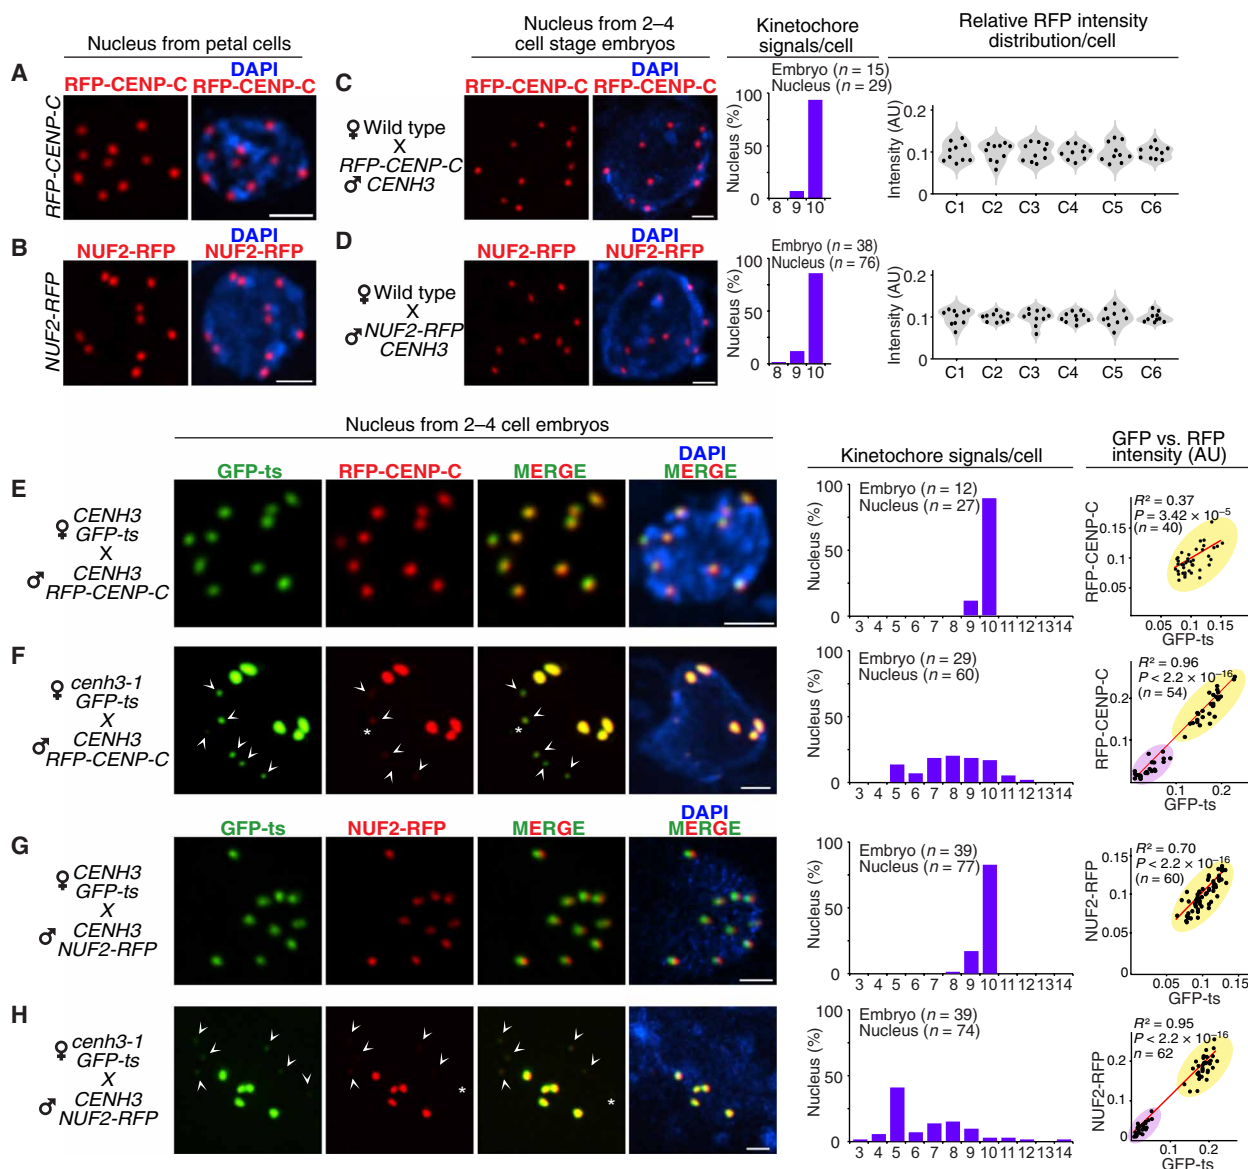 Nucleus from petal cells
Nucleus from 2–4
cell stage embryos
Kinetochore
signals/cell
Relative RFP intensity
distribution/cell
A
RFP-CENP-C
RFP-CENP-C
DAPI
RFP-CENP-C
C
♀ Wild type
X
RFP-CENP-C
♂ CENH3
RFP-CENP-C
DAPI
RFP-CENP-C
Embryo (n = 15)
Nucleus (n = 29)
Nucleus (%)
100
0
8 9 10
Intensity (AU)
0.2
0.1
0
C1 C2 C3 C4 C5 C6
B
NUF2-RFP
NUF2-RFP
DAPI
NUF2-RFP
D
♀ Wild type
X
♂ NUF2-RFP
CENH3
NUF2-RFP
DAPI
NUF2-RFP
Embryo (n = 38)
Nucleus (n = 76)
Nucleus (%)
100
0
8 9 10
Intensity (AU)
0.2
0.1
0
C1 C2 C3 C4 C5 C6
Nucleus from 2–4 cell embryos
GFP-ts
RFP-CENP-C
MERGE
DAPI
MERGE
Kinetochore signals/cell
GFP vs. RFP
intensity (AU)
E
♀ CENH3
GFP-ts
X
♂ CENH3
RFP-CENP-C
Embryo (n = 12)
Nucleus (n = 27)
Nucleus (%)
100
50
0
3 4 5 6 7 8 9 10 11 12 13 14
R² = 0.37
P = 3.42 × 10⁻⁵
(n = 40)
RFP-CENP-C
0.15
0.1
0.05
0.05 0.1 0.15
GFP-ts
F
♀ cenh3-1
GFP-ts
X
♂ CENH3
RFP-CENP-C
*
*
Embryo (n = 29)
Nucleus (n = 60)
Nucleus (%)
100
50
0
3 4 5 6 7 8 9 10 11 12 13 14
R² = 0.96
P < 2.2 × 10⁻¹⁶
(n = 54)
RFP-CENP-C
0.2
0.1
0.1 0.2
GFP-ts
G
GFP-ts
NUF2-RFP
MERGE
DAPI
MERGE
♀ CENH3
GFP-ts
X
♂ CENH3
NUF2-RFP
Embryo (n = 39)
Nucleus (n = 77)
Nucleus (%)
100
50
0
3 4 5 6 7 8 9 10 11 12 13 14
R² = 0.70
P < 2.2 × 10⁻¹⁶
(n = 60)
NUF2-RFP
0.15
0.1
0.05
0
0 0.05 0.1 0.15
GFP-ts
H
♀ cenh3-1
GFP-ts
X
♂ CENH3
NUF2-RFP
*
*
Embryo (n = 39)
Nucleus (n = 74)
Nucleus (%)
100
50
0
3 4 5 6 7 8 9 10 11 12 13 14
R² = 0.95
P < 2.2 × 10⁻¹⁶
n = 62
NUF2-RFP
0.2
0.1
0
0 0.1 0.2
GFP-ts